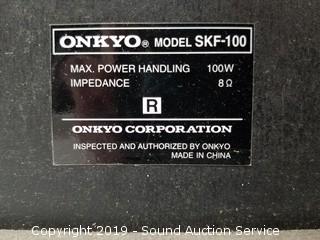 ONKYO® MODEL SKF-100
MAX. POWER HANDLING 100W
IMPEDANCE 8 Ω
R
ONKYO CORPORATION
INSPECTED AND AUTHORIZED BY ONKYO
MADE IN CHINA
Copyright 2019 - Sound Auction Service